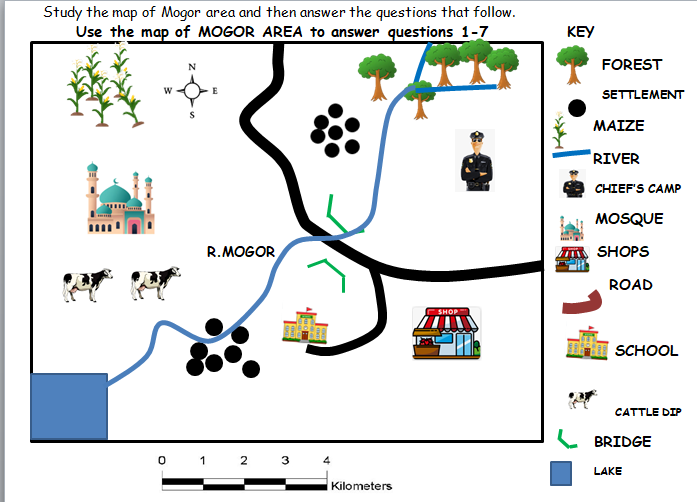 Study the map of Mogor area and then answer the questions that follow.
Use the map of MOGOR AREA to answer questions 1-7
N
W E
S
R.MOGOR
SHOP
0 1 2 3 4
Kilometers
KEY
FOREST
SETTLEMENT
MAIZE
RIVER
CHIEF'S CAMP
MOSQUE
SHOPS
ROAD
SCHOOL
CATTLE DIP
BRIDGE
LAKE